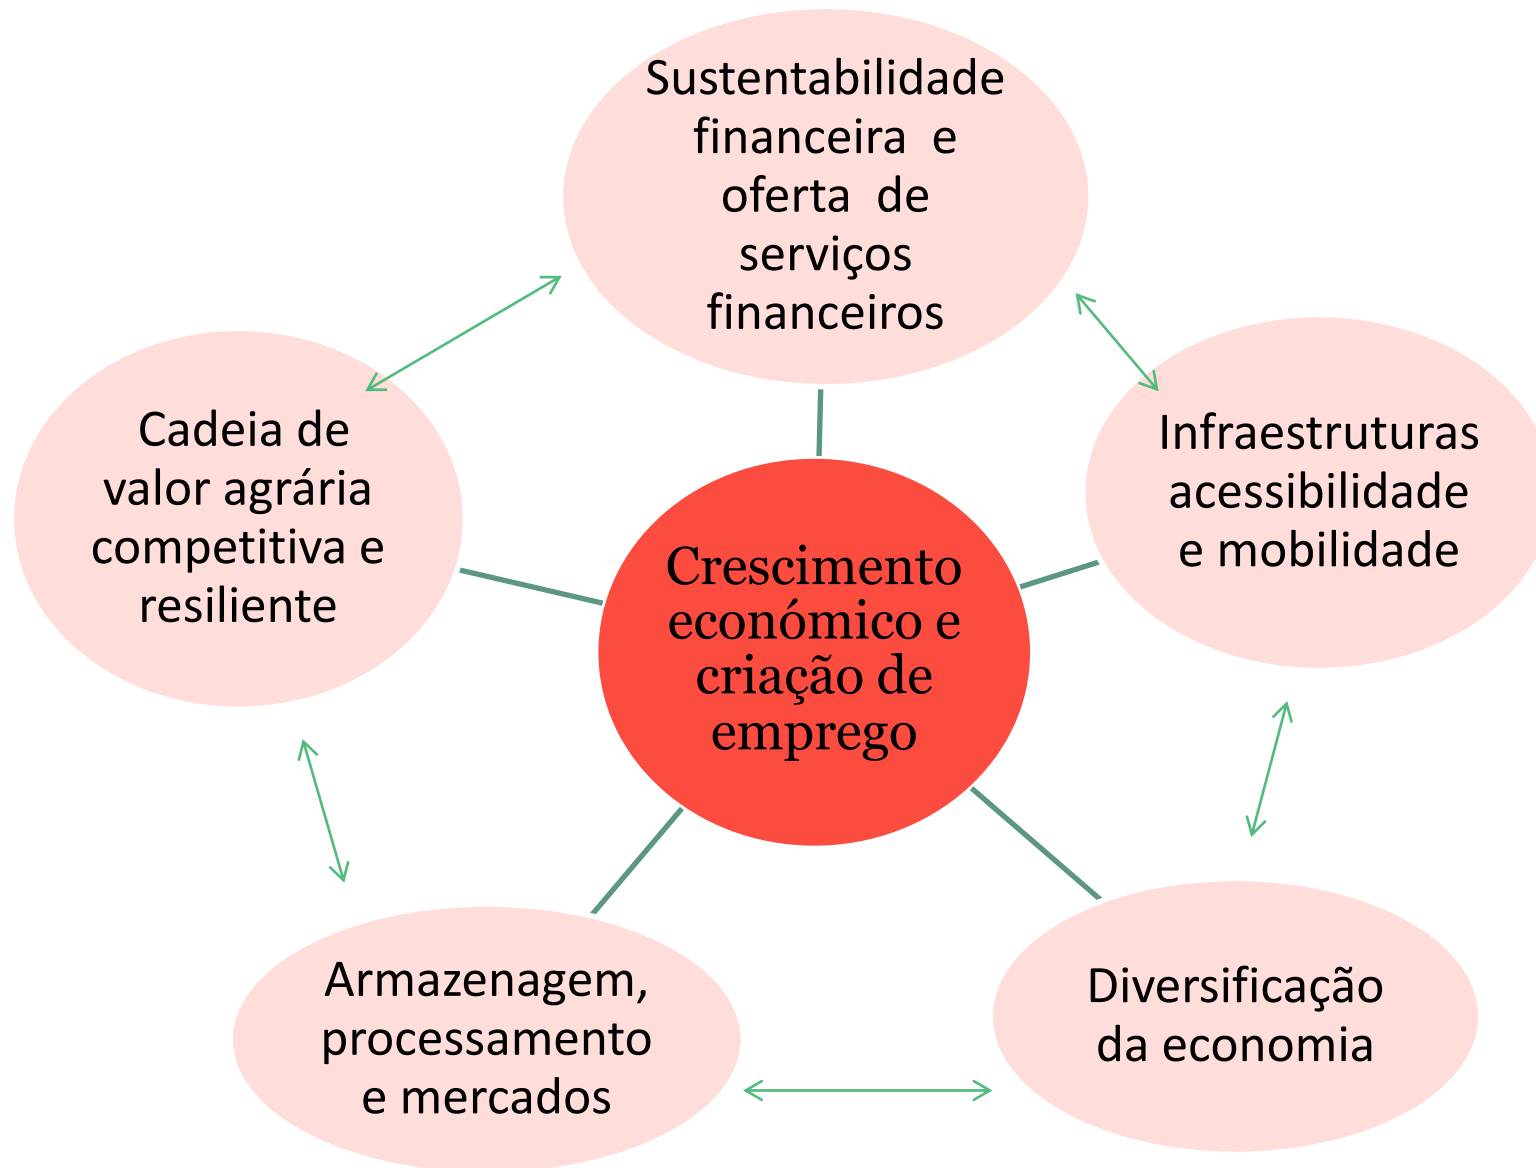 Sustentabilidade
financeira e
oferta de
serviços
financeiros
Cadeia de
valor agrária
competitiva e
resiliente
Infraestruturas
acessibilidade
e mobilidade
Crescimento
económico e
criação de
emprego
Armazenagem,
processamento
e mercados
Diversificação
da economia